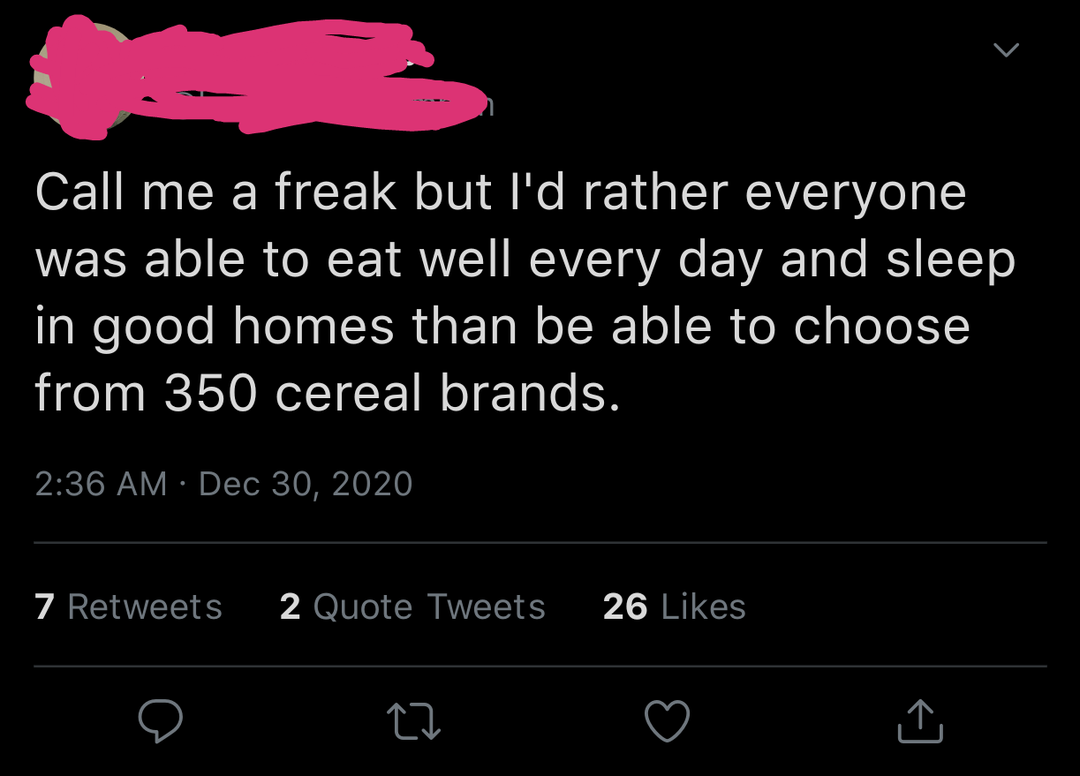 Call me a freak but I'd rather everyone
was able to eat well every day and sleep
in good homes than be able to choose
from 350 cereal brands.
2:36 AM · Dec 30, 2020
7 Retweets 2 Quote Tweets 26 Likes